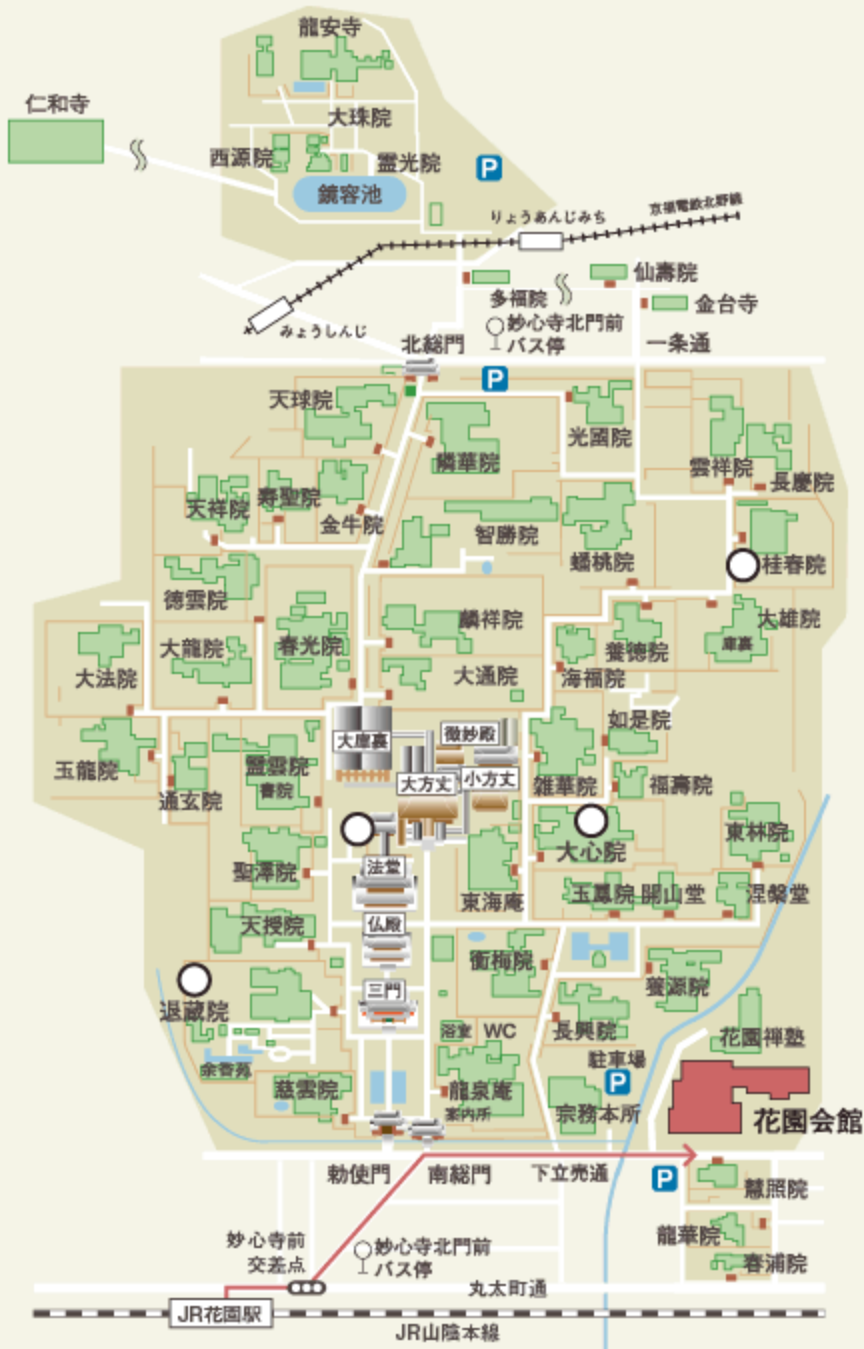 龍安寺
仁和寺
大珠院
西源院
霊光院
P
鏡容池
りょうあんじみち
京福電鉄北野線
仙壽院
多福院
金台寺
妙心寺北門前
バス停
みょうしんじ
北総門
一条通
P
天球院
光國院
隣華院
雲祥院
長慶院
天祥院
寿聖院
金牛院
智勝院
蟠桃院
桂春院
徳雲院
麟祥院
大雄院
庫裏
大龍院
春光院
養徳院
大法院
大通院
海福院
如是院
大庫裏
微妙殿
玉龍院
大方丈
小方丈
書院
通玄院
雑華院
福壽院
東林院
大心院
法堂
聖澤院
東海庵
玉鳳院
開山堂
涅槃堂
天授院
仏殿
衡梅院
養源院
退蔵院
三門
浴室
WC
長興院
花園禅塾
余香苑
駐車場
P
慈雲院
龍泉庵
案内所
宗務本所
花園会館
勅使門
南総門
下立売通
P
慧照院
妙心寺前
交差点
妙心寺北門前
バス停
龍華院
春浦院
丸太町通
JR花園駅
JR山陰本線